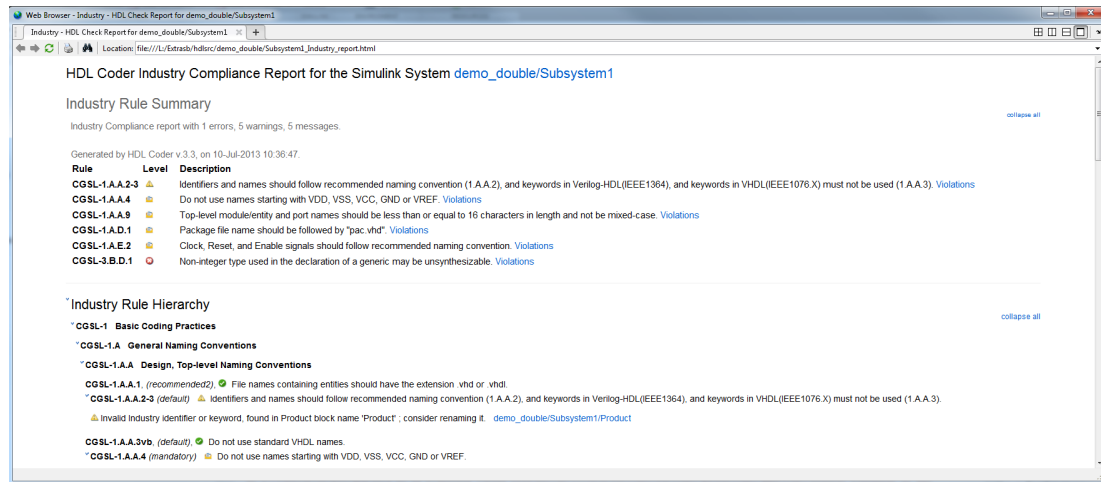 Web Browser - Industry - HDL Check Report for demo_double/Subsystem1
Industry - HDL Check Report for demo_double/Subsystem1
Location: file:///L:/Extrasb/hdlsrc/demo_double/Subsystem1_Industry_report.html
HDL Coder Industry Compliance Report for the Simulink System demo_double/Subsystem1
Industry Rule Summary
collapse all
Industry Compliance report with 1 errors, 5 warnings, 5 messages.
Generated by HDL Coder v.3.3, on 10-Jul-2013 10:36:47.
Rule Level Description
CGSL-1.A.A.2-3 Identifiers and names should follow recommended naming convention (1.A.A.2), and keywords in Verilog-HDL(IEEE1364), and keywords in VHDL(IEEE1076.X) must not be used (1.A.A.3). Violations
CGSL-1.A.A.4 Do not use names starting with VDD, VSS, VCC, GND or VREF. Violations
CGSL-1.A.A.9 Top-level module/entity and port names should be less than or equal to 16 characters in length and not be mixed-case. Violations
CGSL-1.A.D.1 Package file name should be followed by "pac.vhd". Violations
CGSL-1.A.E.2 Clock, Reset, and Enable signals should follow recommended naming convention. Violations
CGSL-3.B.D.1 Non-integer type used in the declaration of a generic may be unsynthesizable. Violations
Industry Rule Hierarchy
collapse all
CGSL-1 Basic Coding Practices
CGSL-1.A General Naming Conventions
CGSL-1.A.A Design, Top-level Naming Conventions
CGSL-1.A.A.1, (recommended2), File names containing entities should have the extension .vhd or .vhdl.
CGSL-1.A.A.2-3 (default) Identifiers and names should follow recommended naming convention (1.A.A.2), and keywords in Verilog-HDL(IEEE1364), and keywords in VHDL(IEEE1076.X) must not be used (1.A.A.3).
Invalid Industry identifier or keyword, found in Product block name 'Product' ; consider renaming it. demo_double/Subsystem1/Product
CGSL-1.A.A.3vb, (default), Do not use standard VHDL names.
CGSL-1.A.A.4 (mandatory) Do not use names starting with VDD, VSS, VCC, GND or VREF.